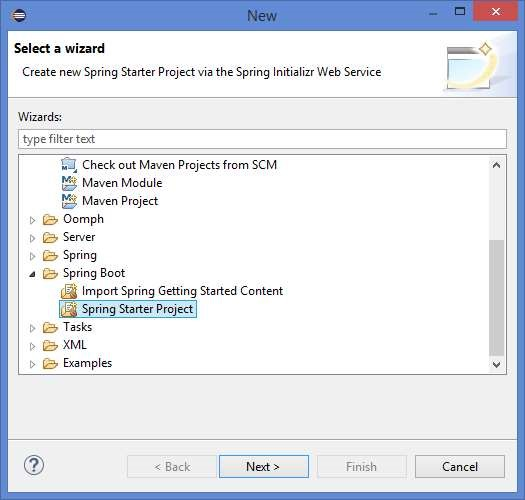 New
Select a wizard
Create new Spring Starter Project via the Spring Initializr Web Service
Wizards:
type filter text
Check out Maven Projects from SCM
Maven Module
Maven Project
Oomph
Server
Spring
Spring Boot
Import Spring Getting Started Content
Spring Starter Project
Tasks
XML
Examples
? < Back Next > Finish Cancel